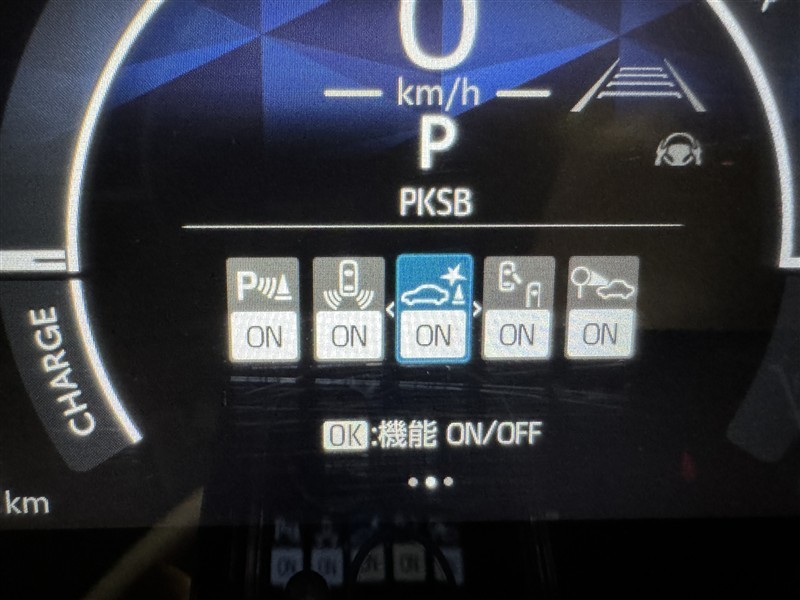 0
km/h
P
PKSB
P
ON ON ON ON ON
OK:機能 ON/OFF
CHARGE
km